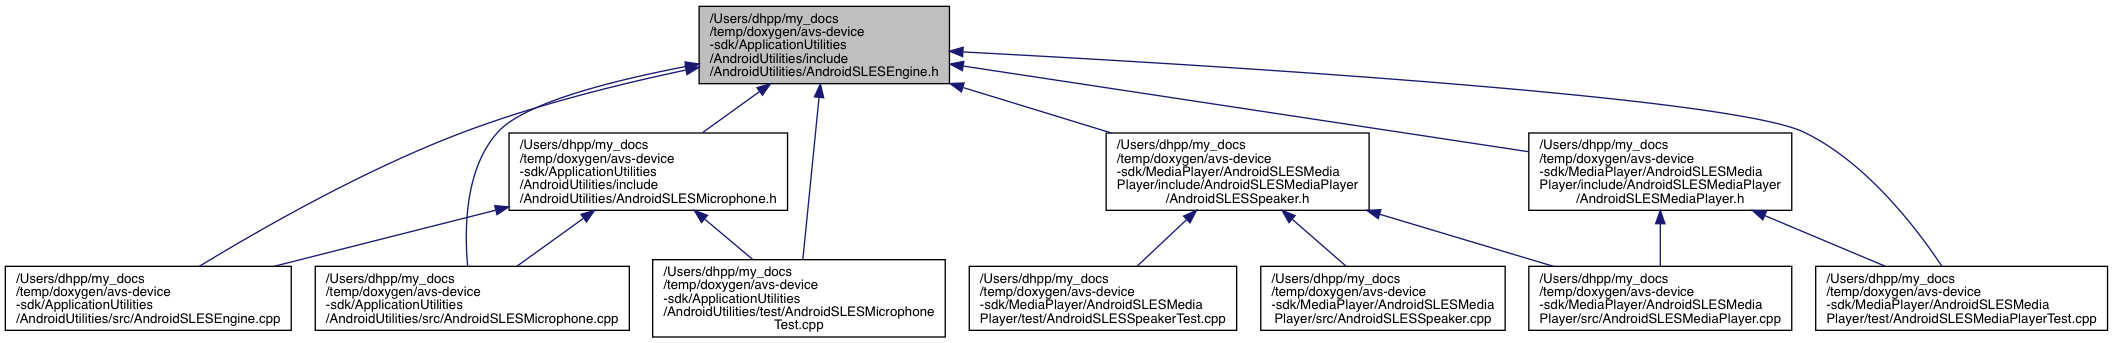 /Users/dhpp/my_docs
/temp/doxygen/avs-device
-sdk/ApplicationUtilities
/AndroidUtilities/include
/AndroidUtilities/AndroidSLESEngine.h
/Users/dhpp/my_docs
/temp/doxygen/avs-device
-sdk/ApplicationUtilities
/AndroidUtilities/include
/AndroidUtilities/AndroidSLESMicrophone.h
/Users/dhpp/my_docs
/temp/doxygen/avs-device
-sdk/MediaPlayer/AndroidSLESMedia
Player/include/AndroidSLESMediaPlayer
/AndroidSLESSpeaker.h
/Users/dhpp/my_docs
/temp/doxygen/avs-device
-sdk/MediaPlayer/AndroidSLESMedia
Player/include/AndroidSLESMediaPlayer
/AndroidSLESMediaPlayer.h
/Users/dhpp/my_docs
/temp/doxygen/avs-device
-sdk/ApplicationUtilities
/AndroidUtilities/src/AndroidSLESEngine.cpp
/Users/dhpp/my_docs
/temp/doxygen/avs-device
-sdk/ApplicationUtilities
/AndroidUtilities/src/AndroidSLESMicrophone.cpp
/Users/dhpp/my_docs
/temp/doxygen/avs-device
-sdk/ApplicationUtilities
/AndroidUtilities/test/AndroidSLESMicrophone
Test.cpp
/Users/dhpp/my_docs
/temp/doxygen/avs-device
-sdk/MediaPlayer/AndroidSLESMedia
Player/test/AndroidSLESSpeakerTest.cpp
/Users/dhpp/my_docs
/temp/doxygen/avs-device
-sdk/MediaPlayer/AndroidSLESMedia
Player/src/AndroidSLESSpeaker.cpp
/Users/dhpp/my_docs
/temp/doxygen/avs-device
-sdk/MediaPlayer/AndroidSLESMedia
Player/src/AndroidSLESMediaPlayer.cpp
/Users/dhpp/my_docs
/temp/doxygen/avs-device
-sdk/MediaPlayer/AndroidSLESMedia
Player/test/AndroidSLESMediaPlayerTest.cpp